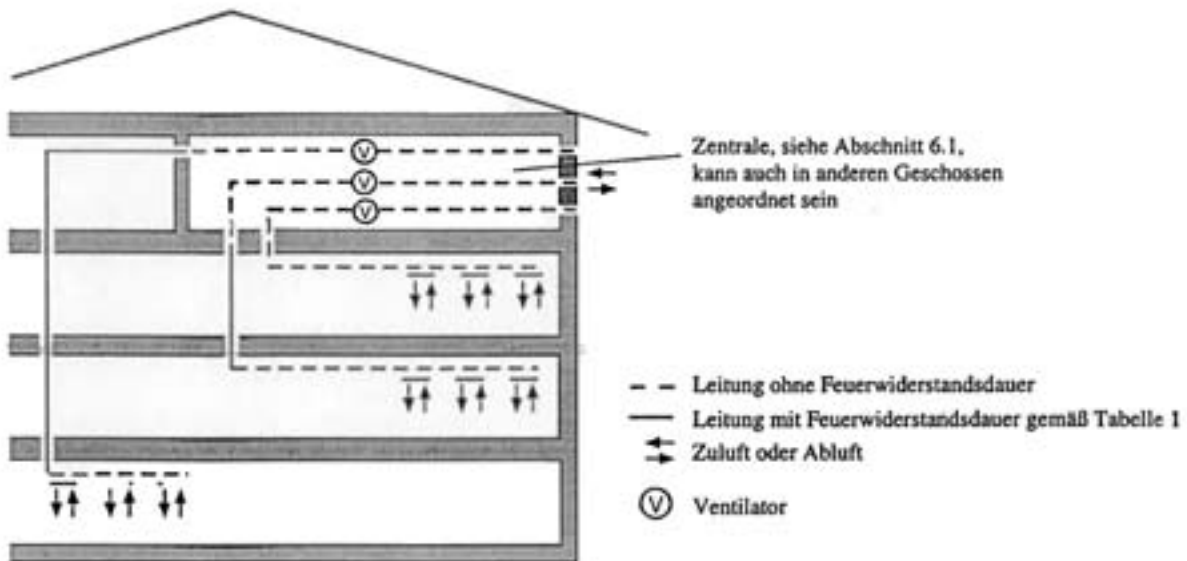 V
V
V
Zentrale, siehe Abschnitt 6.1,
kann auch in anderen Geschossen
angeordnet sein
Leitung ohne Feuerwiderstandsdauer
Leitung mit Feuerwiderstandsdauer gemäß Tabelle 1
Zuluft oder Abluft
V Ventilator